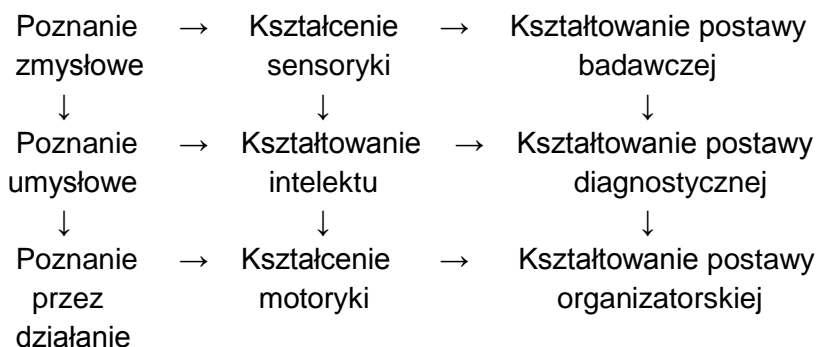 Poznanie → Kształcenie → Kształtowanie postawy
zmysłowe sensoryki badawczej
↓ ↓ ↓
Poznanie → Kształtowanie → Kształtowanie postawy
umysłowe intelektu diagnostycznej
↓ ↓ ↓
Poznanie → Kształcenie → Kształtowanie postawy
przez motoryki organizatorskiej
działanie